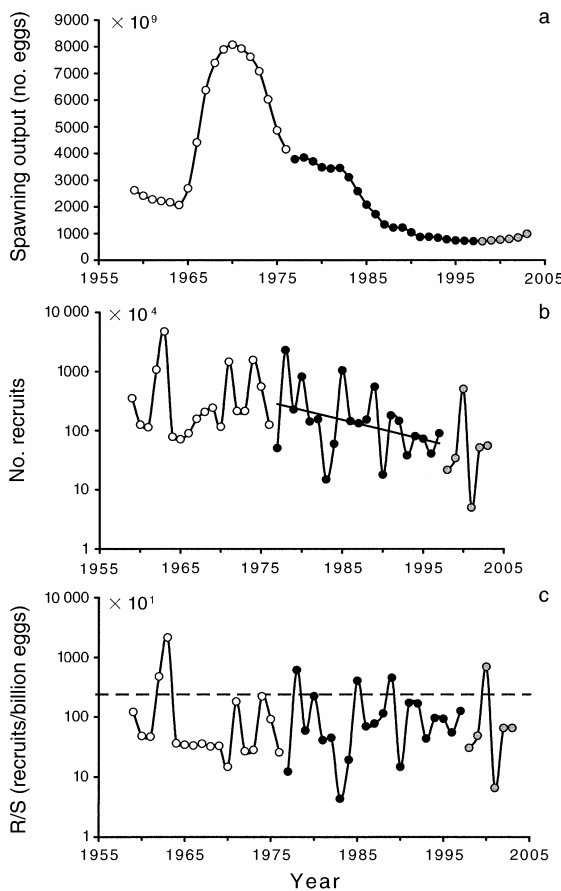 a
× 10⁹
Spawning output (no. eggs)
9000
8000
7000
6000
5000
4000
3000
2000
1000
0
1955 1965 1975 1985 1995 2005
b
× 10⁴
No. recruits
10 000
1000
100
10
1
1955 1965 1975 1985 1995 2005
c
× 10¹
R/S (recruits/billion eggs)
10 000
1000
100
10
1
1955 1965 1975 1985 1995 2005
Year